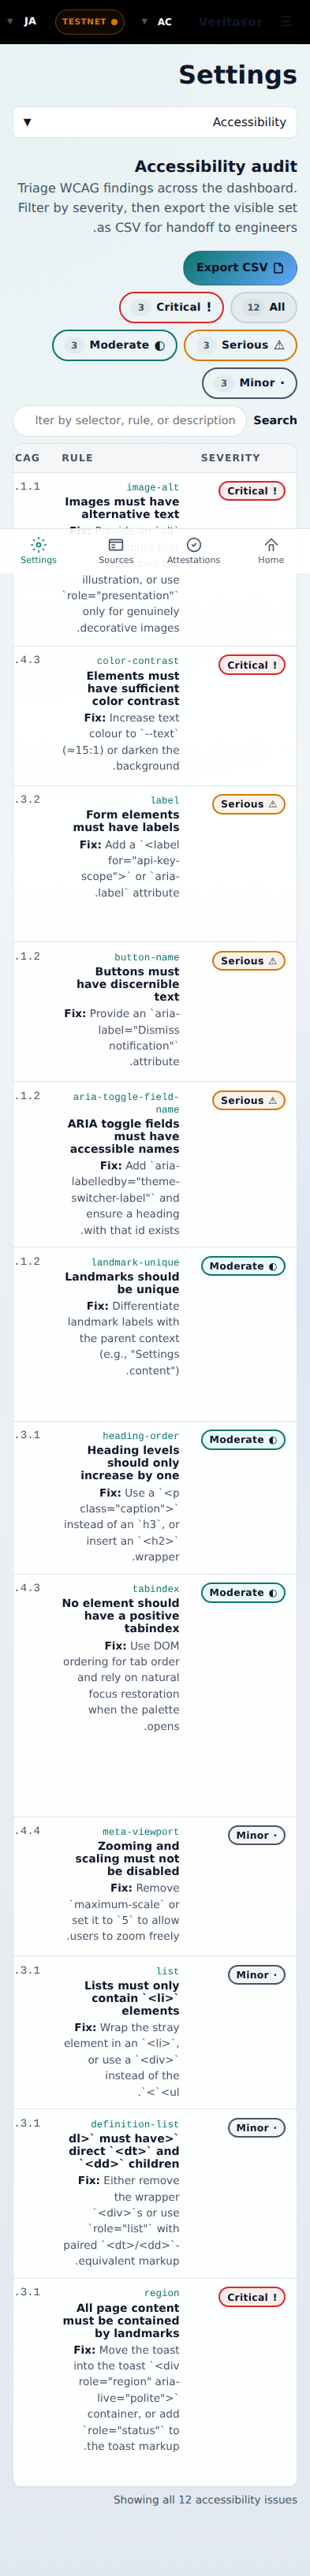 Veritasor
AC
TESTNET
JA
Settings
Accessibility
Accessibility audit
Triage WCAG findings across the dashboard.
Filter by severity, then export the visible set
as CSV for handoff to engineers.
Export CSV
All 12
! Critical 3
⚠ Serious 3
◐ Moderate 3
· Minor 3
Search
lter by selector, rule, or description
SEVERITY
RULE
CAG
! Critical
image-alt
.1.1
Images must have
alternative text
Home
Attestations
Sources
Settings
illustration, or use
`role="presentation"`
only for genuinely
decorative images.
! Critical
color-contrast
.4.3
Elements must
have sufficient
color contrast
Fix: Increase text
colour to `--text`
(≈15:1) or darken the
background.
⚠ Serious
label
.3.2
Form elements
must have labels
Fix: Add a `<label
for="api-key-
scope">` or `aria-
label` attribute.
⚠ Serious
button-name
.1.2
Buttons must
have discernible
text
Fix: Provide an `aria-
label="Dismiss
notification"`
attribute.
⚠ Serious
aria-toggle-field-
name
.1.2
ARIA toggle fields
must have
accessible names
Fix: Add `aria-
labelledby="theme-
switcher-label"` and
ensure a heading
with that id exists.
◐ Moderate
landmark-unique
.1.2
Landmarks should
be unique
Fix: Differentiate
landmark labels with
the parent context
(e.g., "Settings
content").
◐ Moderate
heading-order
.3.1
Heading levels
should only
increase by one
Fix: Use a `<p
class="caption">`
instead of an `h3`, or
insert an `<h2>`
wrapper.
◐ Moderate
tabindex
.4.3
No element should
have a positive
tabindex
Fix: Use DOM
ordering for tab order
and rely on natural
focus restoration
when the palette
opens.
· Minor
meta-viewport
.4.4
Zooming and
scaling must not
be disabled
Fix: Remove
`maximum-scale` or
set it to `5` to allow
users to zoom freely.
· Minor
list
.3.1
Lists must only
contain `<li>`
elements
Fix: Wrap the stray
element in an `<li>`,
or use a `<div>`
instead of the
`<ul>`.
· Minor
definition-list
.3.1
`<dl>` must have
direct `<dt>` and
`<dd>` children
Fix: Either remove
the wrapper
`<div>`s or use
`role="list"` with
paired `<dt>/<dd>`-
equivalent markup.
! Critical
region
.3.1
All page content
must be contained
by landmarks
Fix: Move the toast
into the toast `<div
role="region" aria-
live="polite">`
container, or add
`role="status"` to
the toast markup.
Showing all 12 accessibility issues